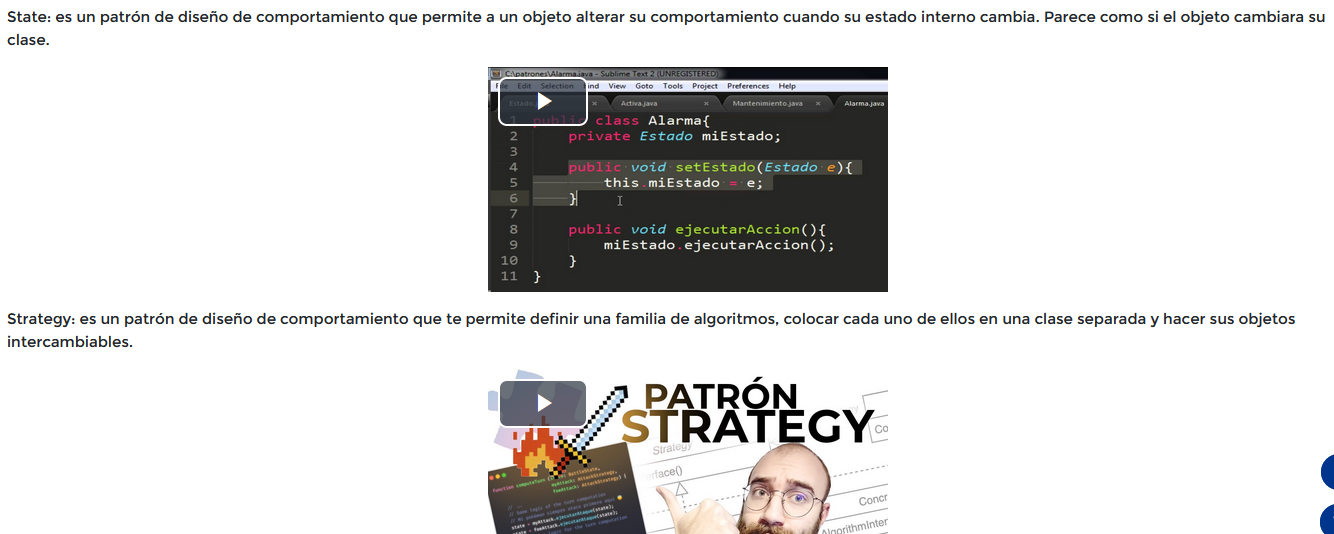 State: es un patrón de diseño de comportamiento que permite a un objeto alterar su comportamiento cuando su estado interno cambia. Parece como si el objeto cambiara su
clase.
C:\patrones\Alarma.java - Sublime Text 2 (UNREGISTERED)
File Edit Selection Find View Goto Tools Project Preferences Help
Activa.java × Mantenimiento.java × Alarma.java
1 public class Alarma{
2 private Estado miEstado;
3
4 public void setEstado(Estado e){
5 this.miEstado = e;
6 }
7
8 public void ejecutarAccion(){
9 miEstado.ejecutarAccion();
10 }
11 }
Strategy: es un patrón de diseño de comportamiento que te permite definir una familia de algoritmos, colocar cada uno de ellos en una clase separada y hacer sus objetos
intercambiables.
PATRÓN
STRATEGY
Co
Strategy
erface()
Concr
AlgorithmInter